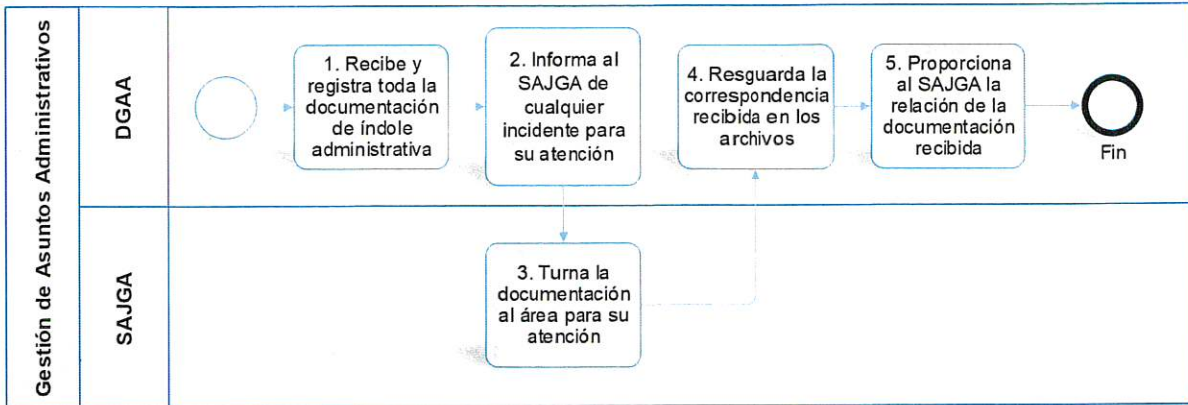 Gestión de Asuntos Administrativos
DGAA
1. Recibe y
registra toda la
documentación
de índole
administrativa
2. Informa al
SAJGA de
cualquier
incidente para
su atención
4. Resguarda la
correspondencia
recibida en los
archivos
5. Proporciona
al SAJGA la
relación de la
documentación
recibida
Fin
SAJGA
3. Turna la
documentación
al área para su
atención